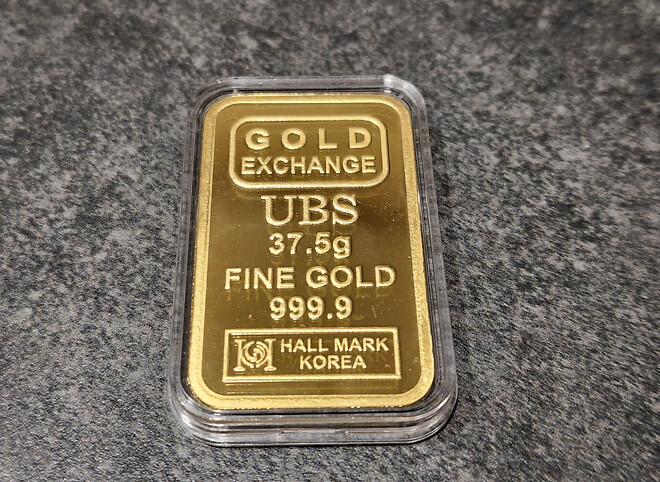 GOLD
EXCHANGE
UBS
37.5g
FINE GOLD
999.9
HALL MARK
KOREA